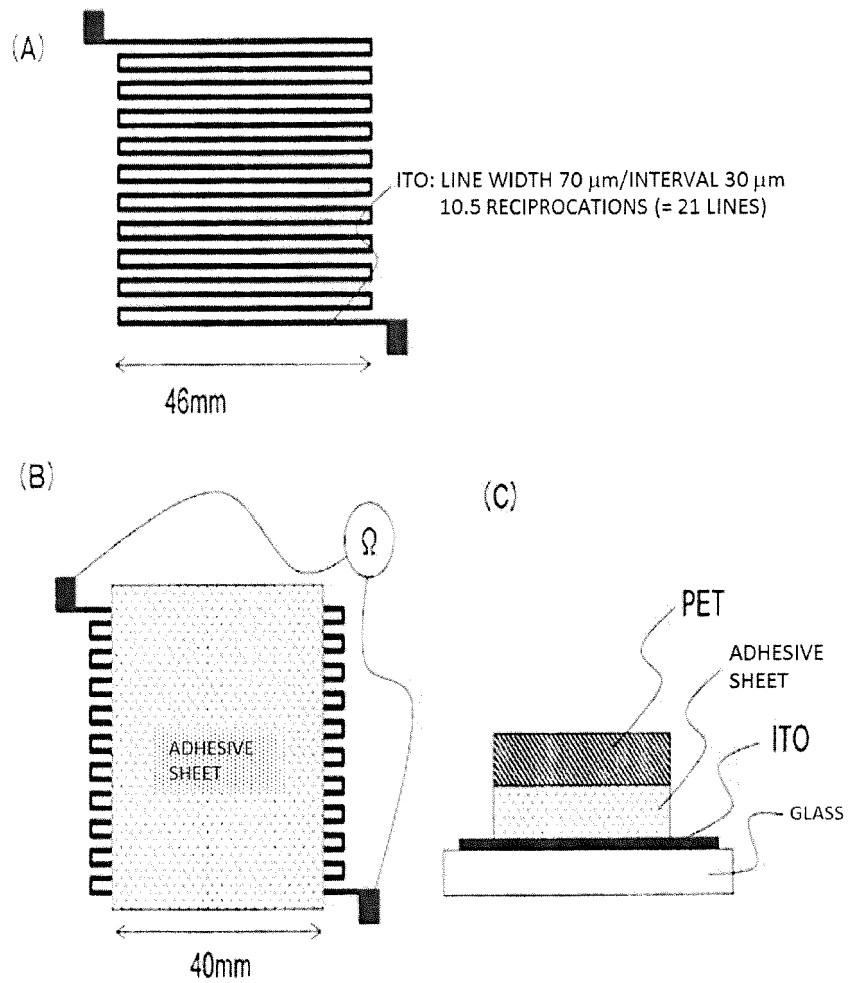 (A)
ITO: LINE WIDTH 70 μm/INTERVAL 30 μm
10.5 RECIPROCATIONS (= 21 LINES)
46mm
(B)
Ω
ADHESIVE
SHEET
40mm
(C)
PET
ADHESIVE
SHEET
ITO
GLASS